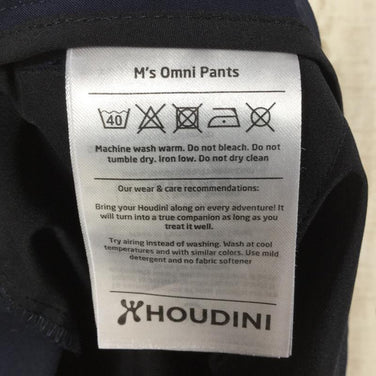 M's Omni Pants
40
Machine wash warm. Do not bleach. Do not
tumble dry. Iron low. Do not dry clean
Our wear & care recommendations:
Bring your Houdini along on every adventure! It
will turn into a true companion as long as you
treat it well.
Try airing instead of washing. Wash at cool
temperatures and with similar colors. Use mild
detergent and no fabric softener
HOUDINI